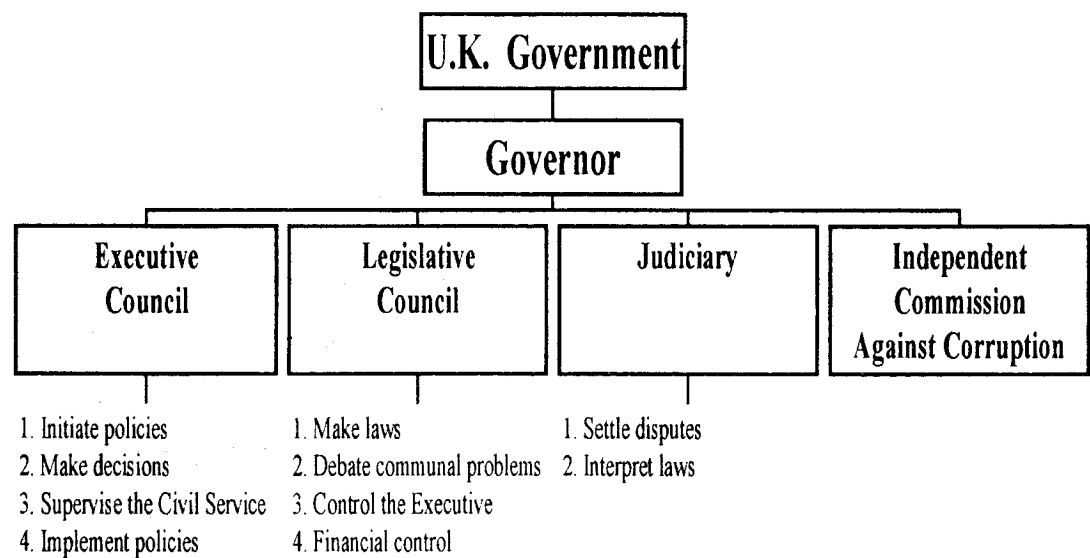 U.K. Government
Governor
Executive
Council
Legislative
Council
Judiciary
Independent
Commission
Against Corruption
1. Initiate policies
2. Make decisions
3. Supervise the Civil Service
4. Implement policies
1. Make laws
2. Debate communal problems
3. Control the Executive
4. Financial control
1. Settle disputes
2. Interpret laws